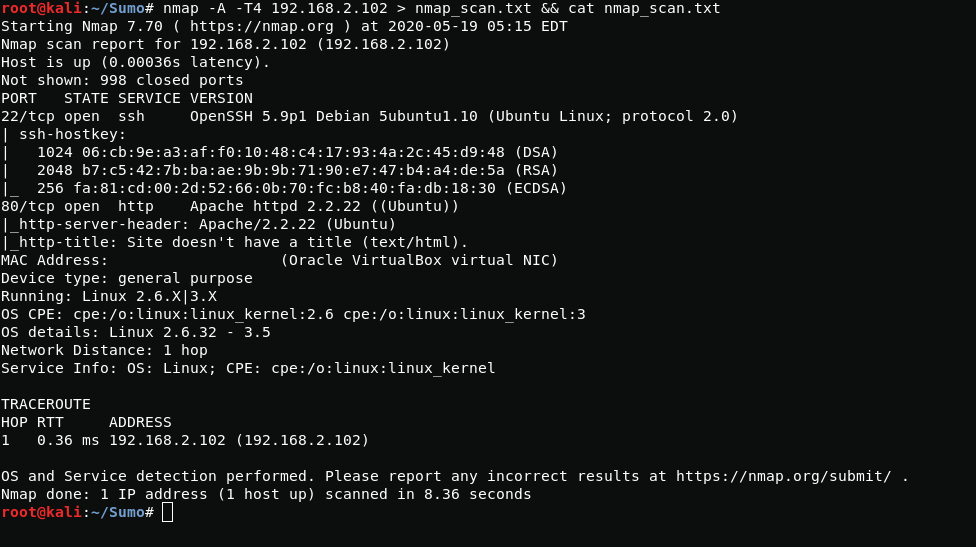 root@kali:~/Sumo# nmap -A -T4 192.168.2.102 > nmap_scan.txt && cat nmap_scan.txt
Starting Nmap 7.70 ( https://nmap.org ) at 2020-05-19 05:15 EDT
Nmap scan report for 192.168.2.102 (192.168.2.102)
Host is up (0.00036s latency).
Not shown: 998 closed ports
PORT   STATE SERVICE VERSION
22/tcp open  ssh     OpenSSH 5.9p1 Debian 5ubuntu1.10 (Ubuntu Linux; protocol 2.0)
| ssh-hostkey:
|   1024 06:cb:9e:a3:af:f0:10:48:c4:17:93:4a:2c:45:d9:48 (DSA)
|   2048 b7:c5:42:7b:ba:ae:9b:9b:71:90:e7:47:b4:a4:de:5a (RSA)
|_  256 fa:81:cd:00:2d:52:66:0b:70:fc:b8:40:fa:db:18:30 (ECDSA)
80/tcp open  http    Apache httpd 2.2.22 ((Ubuntu))
|_http-server-header: Apache/2.2.22 (Ubuntu)
|_http-title: Site doesn't have a title (text/html).
MAC Address:                   (Oracle VirtualBox virtual NIC)
Device type: general purpose
Running: Linux 2.6.X|3.X
OS CPE: cpe:/o:linux:linux_kernel:2.6 cpe:/o:linux:linux_kernel:3
OS details: Linux 2.6.32 - 3.5
Network Distance: 1 hop
Service Info: OS: Linux; CPE: cpe:/o:linux:linux_kernel

TRACEROUTE
HOP RTT     ADDRESS
1   0.36 ms 192.168.2.102 (192.168.2.102)

OS and Service detection performed. Please report any incorrect results at https://nmap.org/submit/ .
Nmap done: 1 IP address (1 host up) scanned in 8.36 seconds
root@kali:~/Sumo#